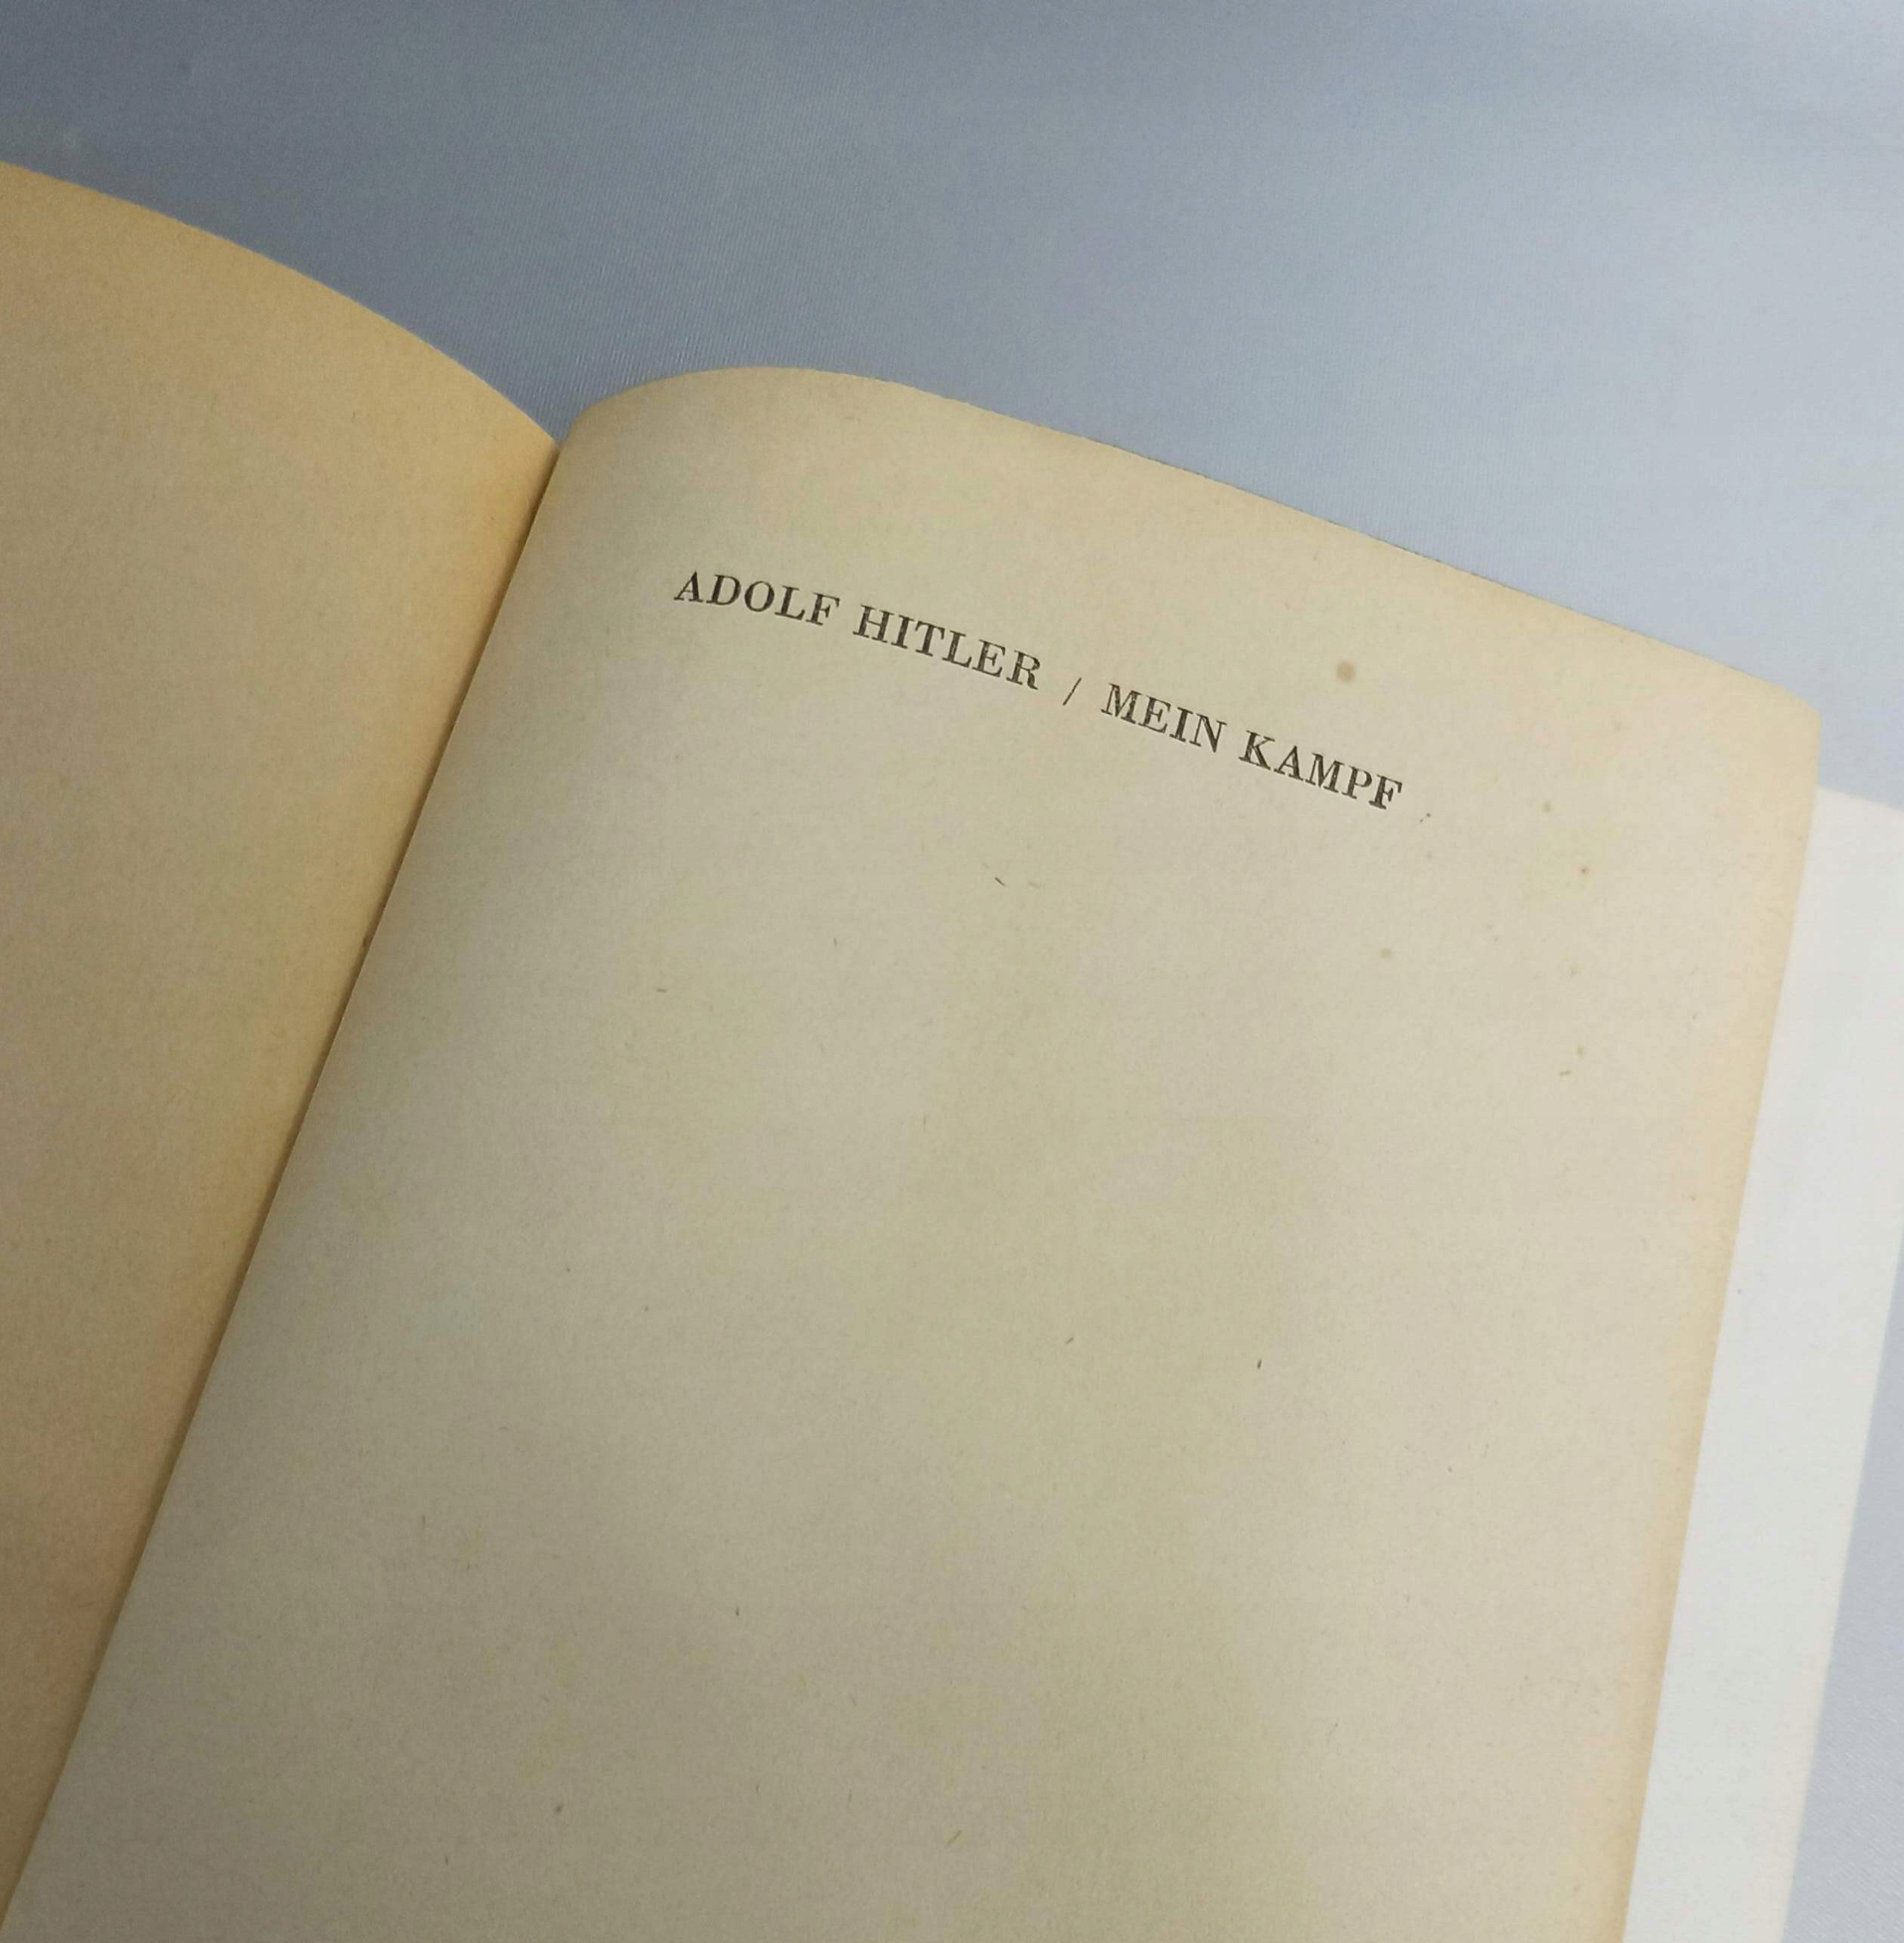 ADOLF HITLER / MEIN KAMPF